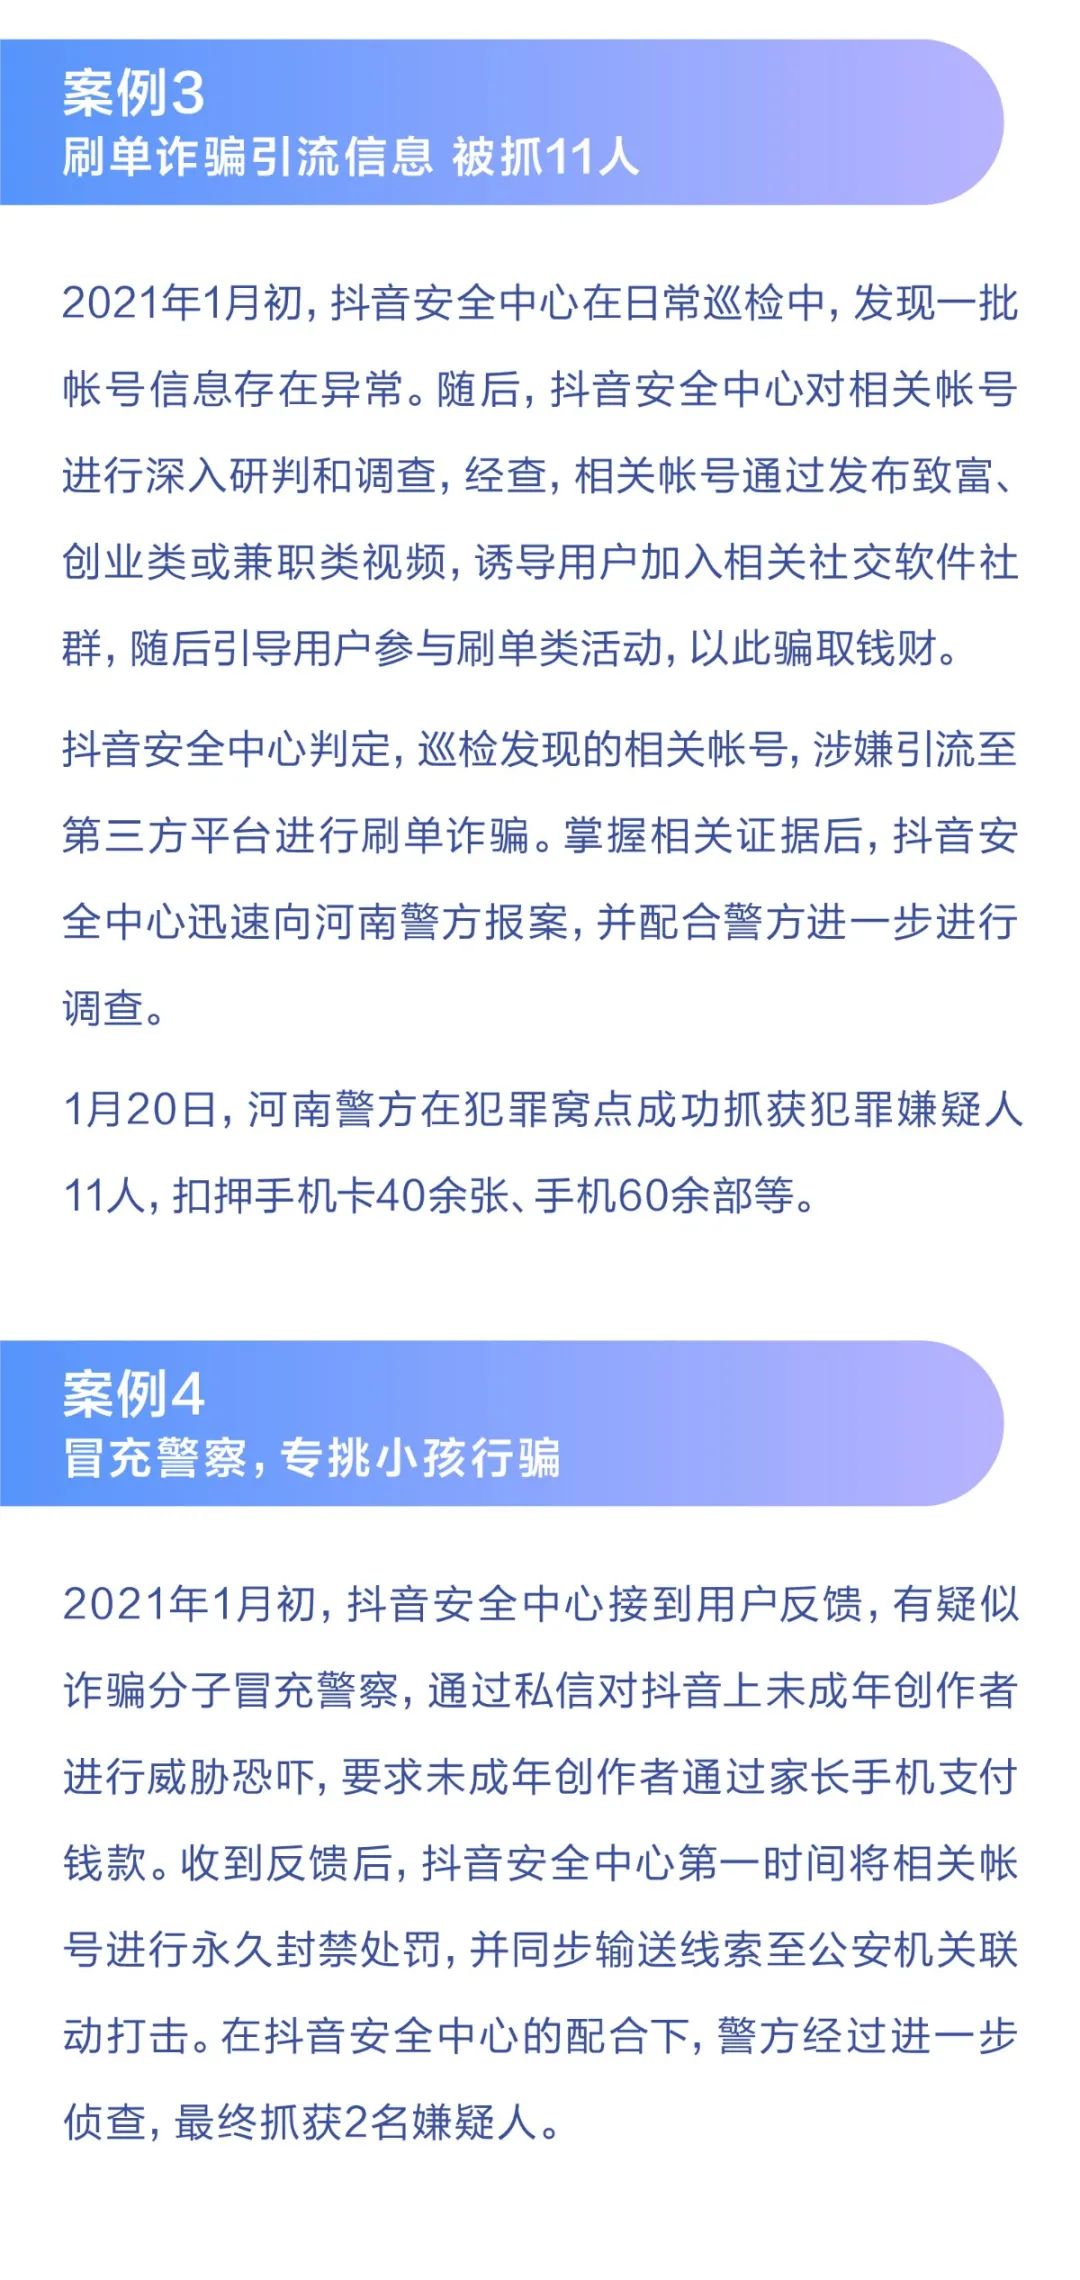 案例3
刷单诈骗引流信息 被抓11人
2021年1月初,抖音安全中心在日常巡检中,发现一批
帐号信息存在异常。随后,抖音安全中心对相关帐号
进行深入研判和调查,经查,相关帐号通过发布致富、
创业类或兼职类视频,诱导用户加入相关社交软件社
群,随后引导用户参与刷单类活动,以此骗取钱财。
抖音安全中心判定,巡检发现的相关帐号,涉嫌引流至
第三方平台进行刷单诈骗。掌握相关证据后,抖音安
全中心迅速向河南警方报案,并配合警方进一步进行
调查。
1月20日,河南警方在犯罪窝点成功抓获犯罪嫌疑人
11人,扣押手机卡40余张、手机60余部等。
案例4
冒充警察,专挑小孩行骗
2021年1月初,抖音安全中心接到用户反馈,有疑似
诈骗分子冒充警察,通过私信对抖音上未成年创作者
进行威胁恐吓,要求未成年创作者通过家长手机支付
钱款。收到反馈后,抖音安全中心第一时间将相关帐
号进行永久封禁处罚,并同步输送线索至公安机关联
动打击。在抖音安全中心的配合下,警方经过进一步
侦查,最终抓获2名嫌疑人。